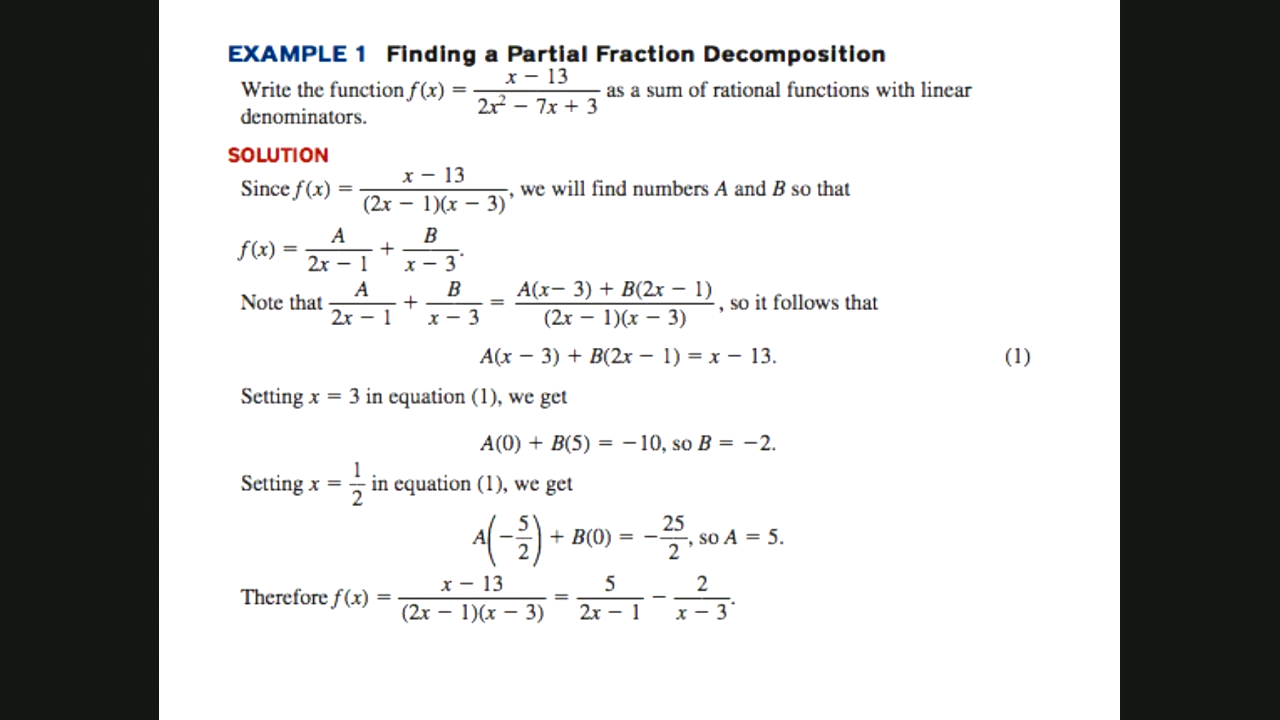 EXAMPLE 1 Finding a Partial Fraction Decomposition
Write the function f(x) = (x − 13)/(2x² − 7x + 3) as a sum of rational functions with linear
denominators.
SOLUTION
Since f(x) = (x − 13)/((2x − 1)(x − 3)), we will find numbers A and B so that
f(x) = A/(2x − 1) + B/(x − 3).
Note that A/(2x − 1) + B/(x − 3) = (A(x− 3) + B(2x − 1))/((2x − 1)(x − 3)), so it follows that
A(x − 3) + B(2x − 1) = x − 13. (1)
Setting x = 3 in equation (1), we get
A(0) + B(5) = −10, so B = −2.
Setting x = 1/2 in equation (1), we get
A(−5/2) + B(0) = −25/2, so A = 5.
Therefore f(x) = (x − 13)/((2x − 1)(x − 3)) = 5/(2x − 1) − 2/(x − 3).